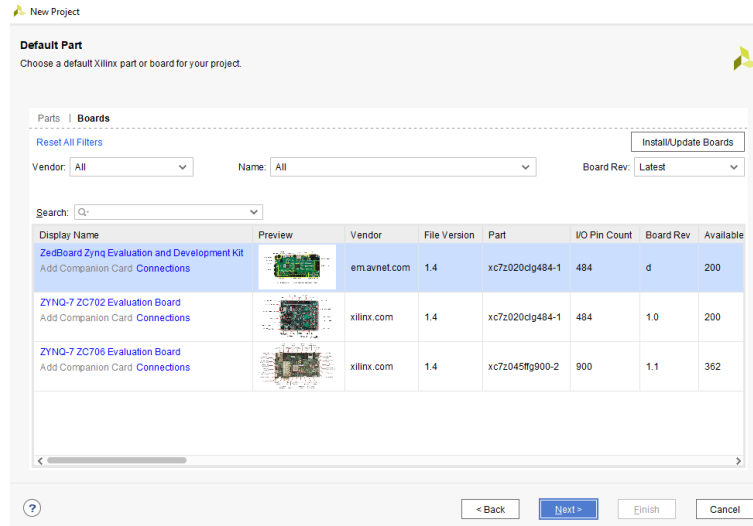 New Project
Default Part
Choose a default Xilinx part or board for your project.
Parts | Boards
Reset All Filters
Install/Update Boards
Vendor: All Name: All Board Rev: Latest
Search: Q-
Display Name Preview Vendor File Version Part I/O Pin Count Board Rev Available
ZedBoard Zynq Evaluation and Development Kit
Add Companion Card Connections
em.avnet.com 1.4 xc7z020clg484-1 484 d 200
ZYNQ-7 ZC702 Evaluation Board
Add Companion Card Connections
xilinx.com 1.4 xc7z020clg484-1 484 1.0 200
ZYNQ-7 ZC706 Evaluation Board
Add Companion Card Connections
xilinx.com 1.4 xc7z045ffg900-2 900 1.1 362
? < Back Next > Finish Cancel